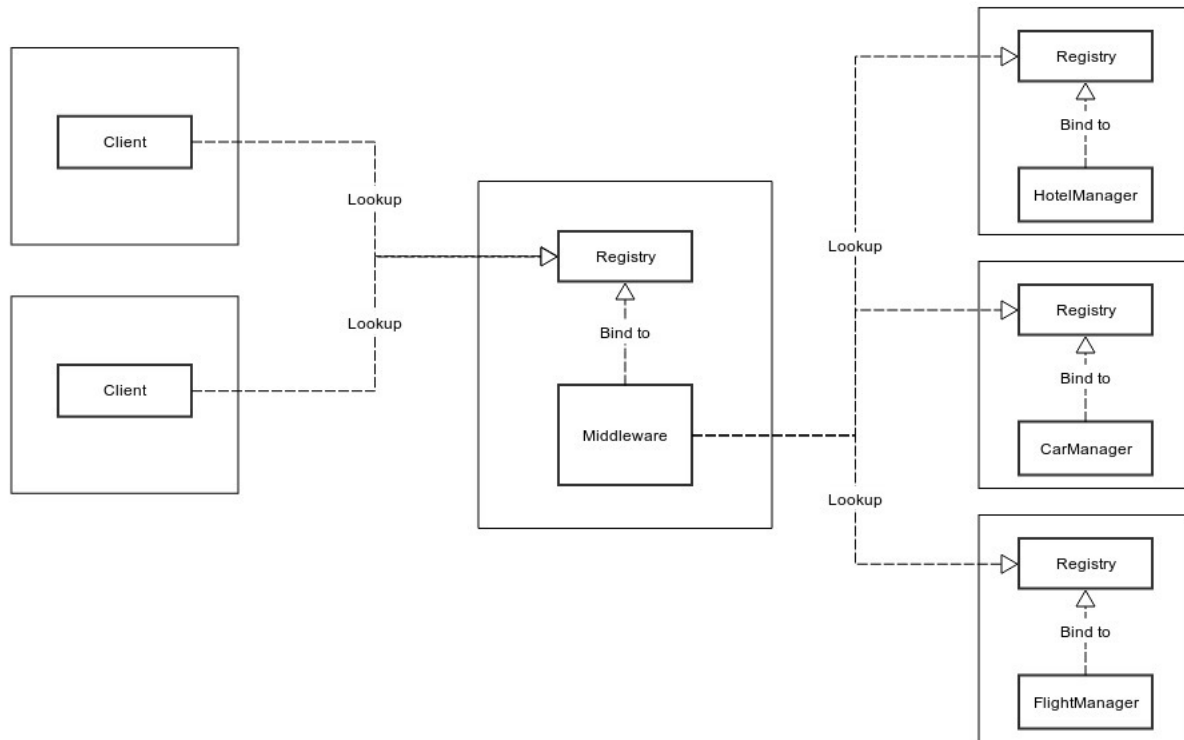 Client
Lookup
Lookup
Client
Registry
Bind to
Middleware
Lookup
Lookup
Registry
Bind to
HotelManager
Registry
Bind to
CarManager
Registry
Bind to
FlightManager